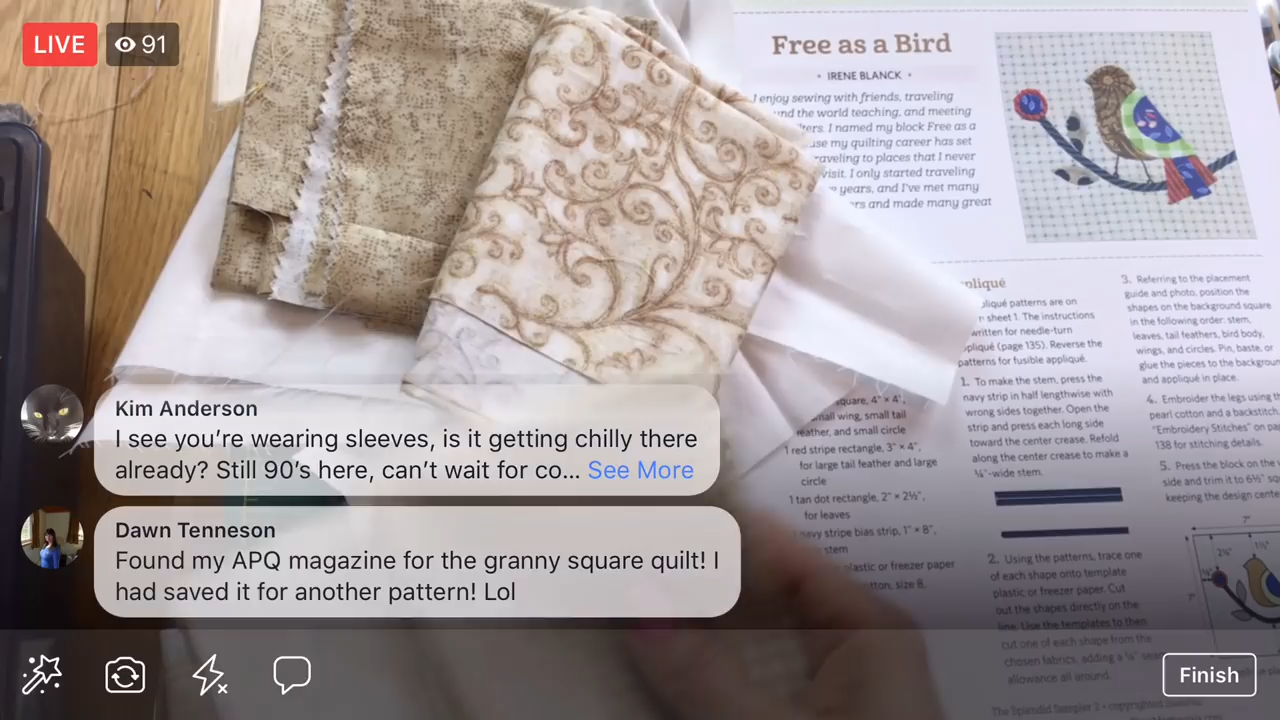 LIVE
91
Free as a Bird
• IRENE BLANCK •
I enjoy sewing with friends, traveling
the world teaching, and meeting
I named my block Free as a
my quilting career has set
traveling to places that I never
visit. I only started traveling
years, and I've met many
and made many great
patterns are on
sheet 1. The instructions
written for needle-turn
(page 135). Reverse the
patterns for fusible appliqué.
1. To make the stem, press the
navy strip in half lengthwise with
wrong sides together. Open the
strip and press each long side
toward the center crease. Refold
along the center crease to make a
¼"-wide stem.
2. Using the patterns, trace one
of each shape onto template
plastic or freezer paper. Cut
out the shapes directly on the
line. Use the templates to then
cut one of each shape from the
chosen fabrics, adding a ¼"
allowance all around.
3. Referring to the placement
guide and photo, position the
shapes on the background square
in the following order: stem,
leaves, tail feathers, bird body,
wings, and circles. Pin, baste, or
glue the pieces to the background
and appliqué in place.
4. Embroider the legs using
pearl cotton and a backstitch
"Embroidery Stitches" on
138 for stitching details.
5. Press the block on the
side and trim it to 6½"
keeping the design
7"
2¼" 1½"
7"
square, 4" × 4",
small wing, small tail
feather, and small circle
1 red stripe rectangle, 3" × 4",
for large tail feather and large
circle
1 tan dot rectangle, 2" × 2½",
for leaves
navy stripe bias strip, 1" × 8",
stem
plastic or freezer paper
size 8,
The Splendid Sampler 2 • copyrighted
Kim Anderson
I see you're wearing sleeves, is it getting chilly there
already? Still 90's here, can't wait for co... See More
Dawn Tenneson
Found my APQ magazine for the granny square quilt! I
had saved it for another pattern! Lol
Finish